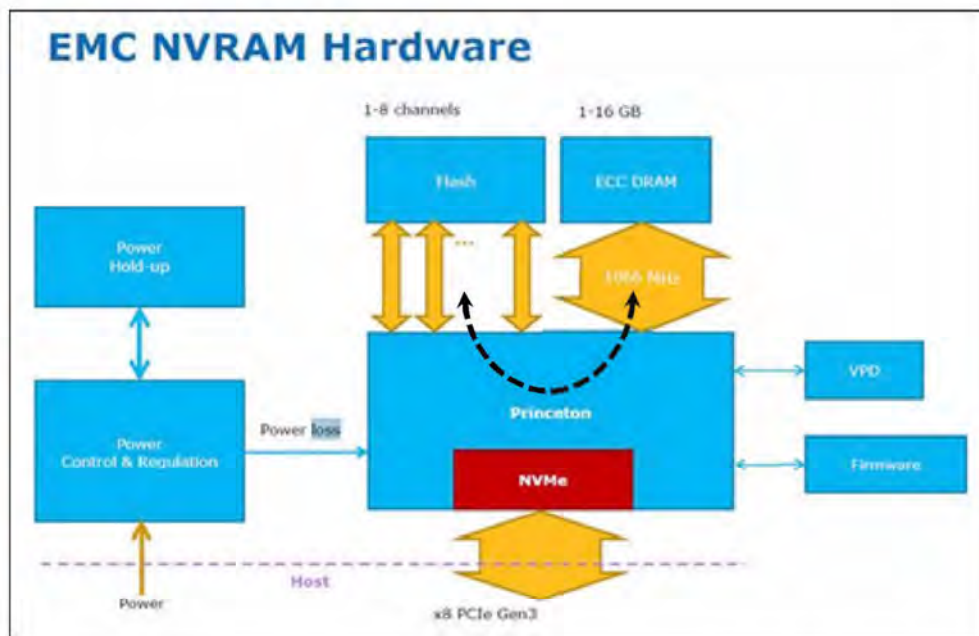 EMC NVRAM Hardware
1-8 channels
1-16 GB
Flash
ECC DRAM
Power
Hold-up
...
1066 MHz
Power
Control & Regulation
Power loss
Princeton
VPD
NVMe
Firmware
Host
Power
x8 PCIe Gen3